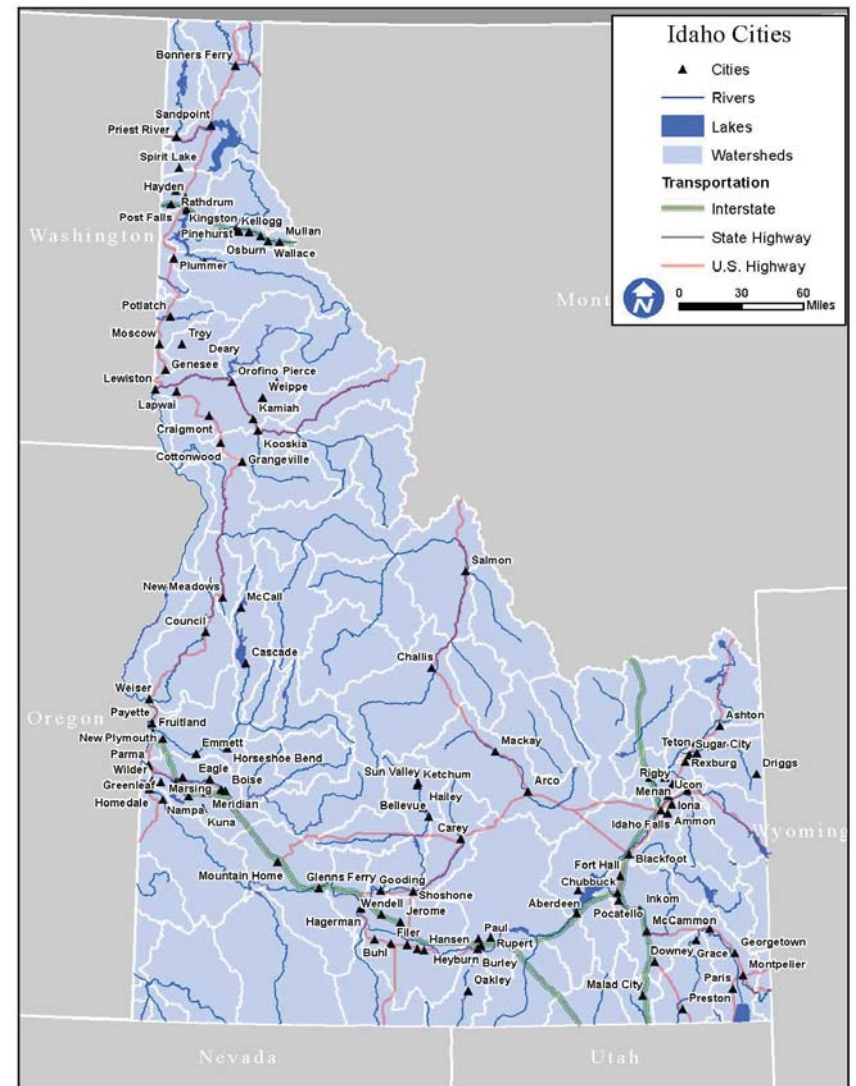 Idaho Cities
Cities
Rivers
Lakes
Watersheds
Transportation
Interstate
State Highway
U.S. Highway
N
0 30 60
Miles
Bonners Ferry
Sandpoint
Priest River
Spirit Lake
Hayden
Rathdrum
Post Falls
Kingston
Kellogg
Washington
Pinehurst
Mullan
Osburn
Wallace
Plummer
Mont
Potlatch
Moscow
Troy
Deary
Genesee
Lewiston
Orofino
Pierce
Weippe
Lapwai
Kamiah
Craigmont
Kooskia
Cottonwood
Grangeville
Salmon
New Meadows
McCall
Council
Cascade
Challis
Weiser
Payette
Oregon
Fruitland
Ashton
New Plymouth
Emmett
Teton
Sugar City
Parma
Horseshoe Bend
Mackay
Rexburg
Wilder
Eagle
Sun Valley
Ketchum
Driggs
Greenleaf
Boise
Rigby
Ucon
Marsing
Hailey
Arco
Menan
Homedale
Nampa
Meridian
Bellevue
Iona
Kuna
Carey
Idaho Falls
Ammon
Wyoming
Mountain Home
Glenns Ferry
Gooding
Fort Hall
Blackfoot
Shoshone
Chubbuck
Wendell
Jerome
Aberdeen
Inkom
Hagerman
Pocatello
McCammon
Filer
Hansen
Paul
Rupert
Downey
Grace
Georgetown
Buhl
Heyburn
Burley
Montpelier
Oakley
Malad City
Paris
Preston
Nevada
Utah